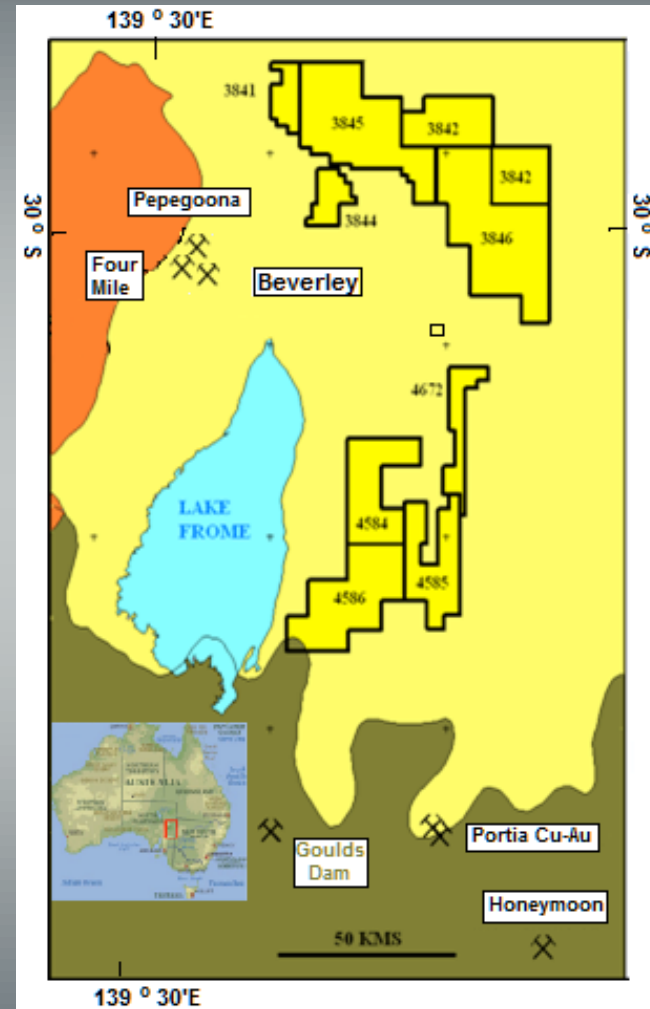 139 ° 30'E
3841
3845
3842
3842
Pepegoona
30° S
30° S
3844
3846
Four
Mile
Beverley
4672
LAKE
FROME
4584
4586
4585
AUSTRALIA
Goulds
Dam
Portia Cu-Au
Honeymoon
50 KMS
139 ° 30'E